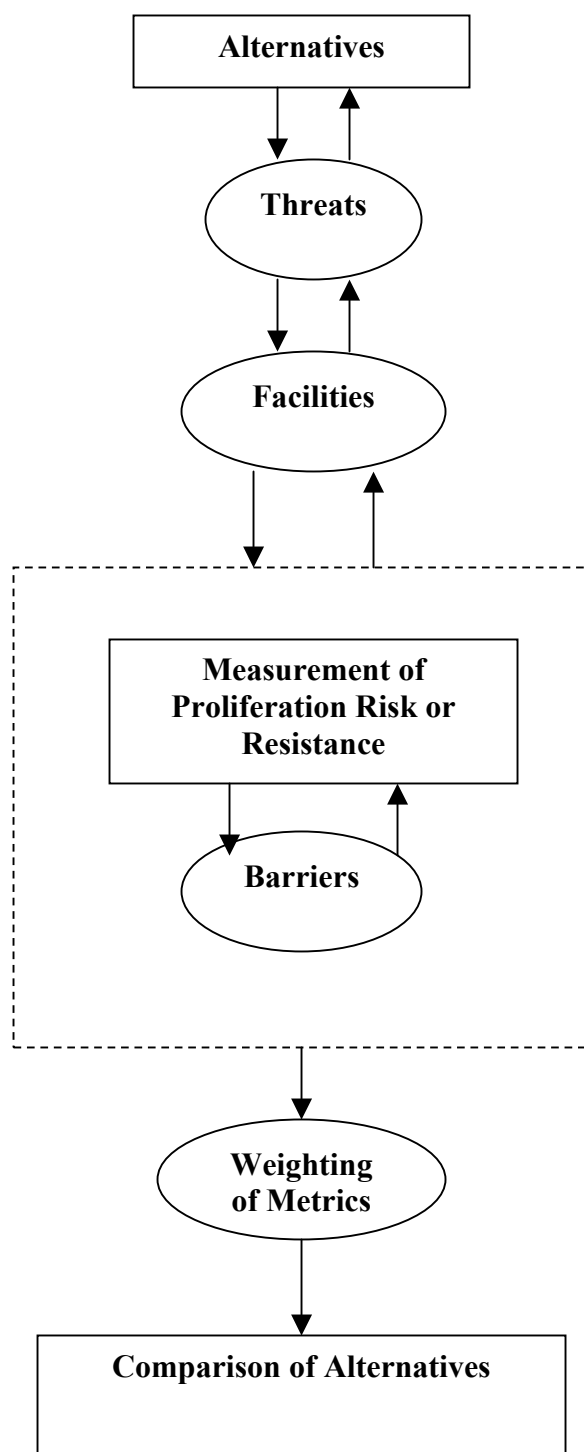 Alternatives
Threats
Facilities
Measurement of
Proliferation Risk or
Resistance
Barriers
Weighting
of Metrics
Comparison of Alternatives